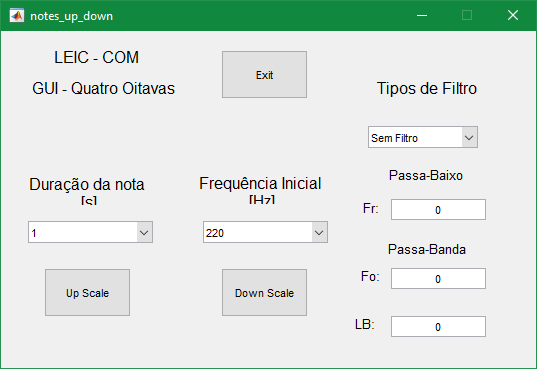 notes_up_down
LEIC - COM
GUI - Quatro Oitavas
Exit
Tipos de Filtro
Sem Filtro
Duração da nota
[s]
1
Frequência Inicial
[Hz]
220
Up Scale
Down Scale
Passa-Baixo
Fr: 0
Passa-Banda
Fo: 0
LB: 0